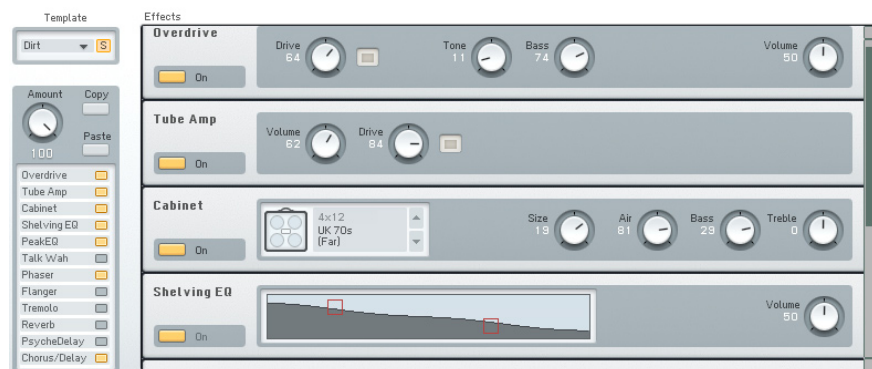 Template
Effects
Dirt
S
Amount
Copy
Paste
100
Overdrive
Tube Amp
Cabinet
Shelving EQ
PeakEQ
Talk Wah
Phaser
Flanger
Tremolo
Reverb
PsycheDelay
Chorus/Delay
Overdrive
On
Drive
64
Tone
11
Bass
74
Volume
50
Tube Amp
On
Volume
62
Drive
84
Cabinet
On
4x12
UK 70s
(Far)
Size
19
Air
81
Bass
29
Treble
0
Shelving EQ
On
Volume
50